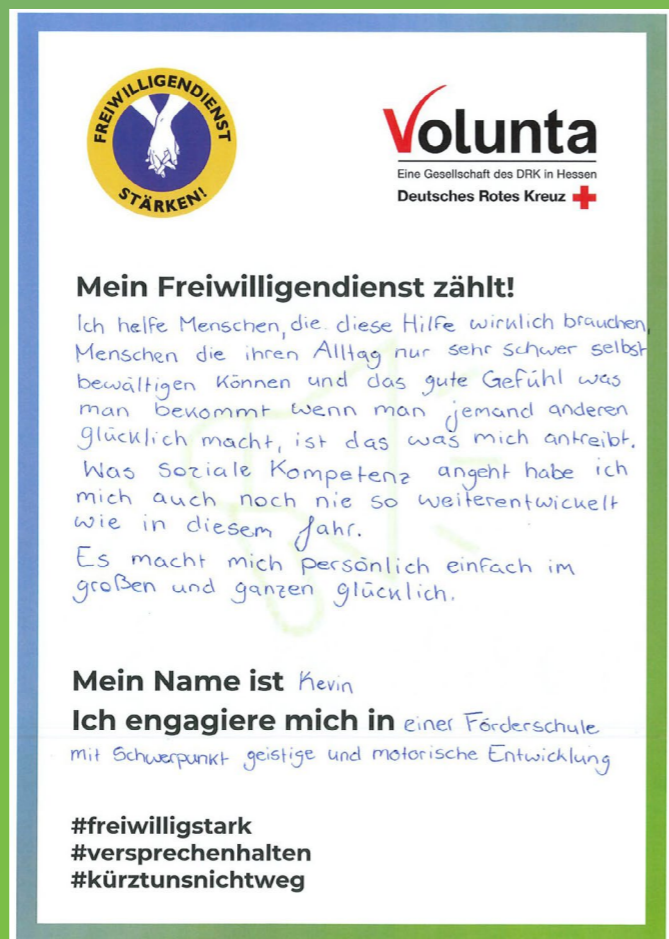 FREIWILLIGENDIENST
STÄRKEN!
Volunta
Eine Gesellschaft des DRK in Hessen
Deutsches Rotes Kreuz
Mein Freiwilligendienst zählt!
Ich helfe Menschen, die diese Hilfe wirklich brauchen,
Menschen die ihren Alltag nur sehr schwer selbst
bewältigen können und das gute Gefühl was
man bekommt wenn man jemand anderen
glücklich macht, ist das was mich antreibt.
Was Soziale Kompetenz angeht habe ich
mich auch noch nie so weiterentwickelt
wie in diesem Jahr.
Es macht mich persönlich einfach im
großen und ganzen glücklich.
Mein Name ist Kevin
Ich engagiere mich in einer Förderschule
mit Schwerpunkt geistige und motorische Entwicklung
#freiwilligstark
#versprechenhalten
#kürztunsnichtweg